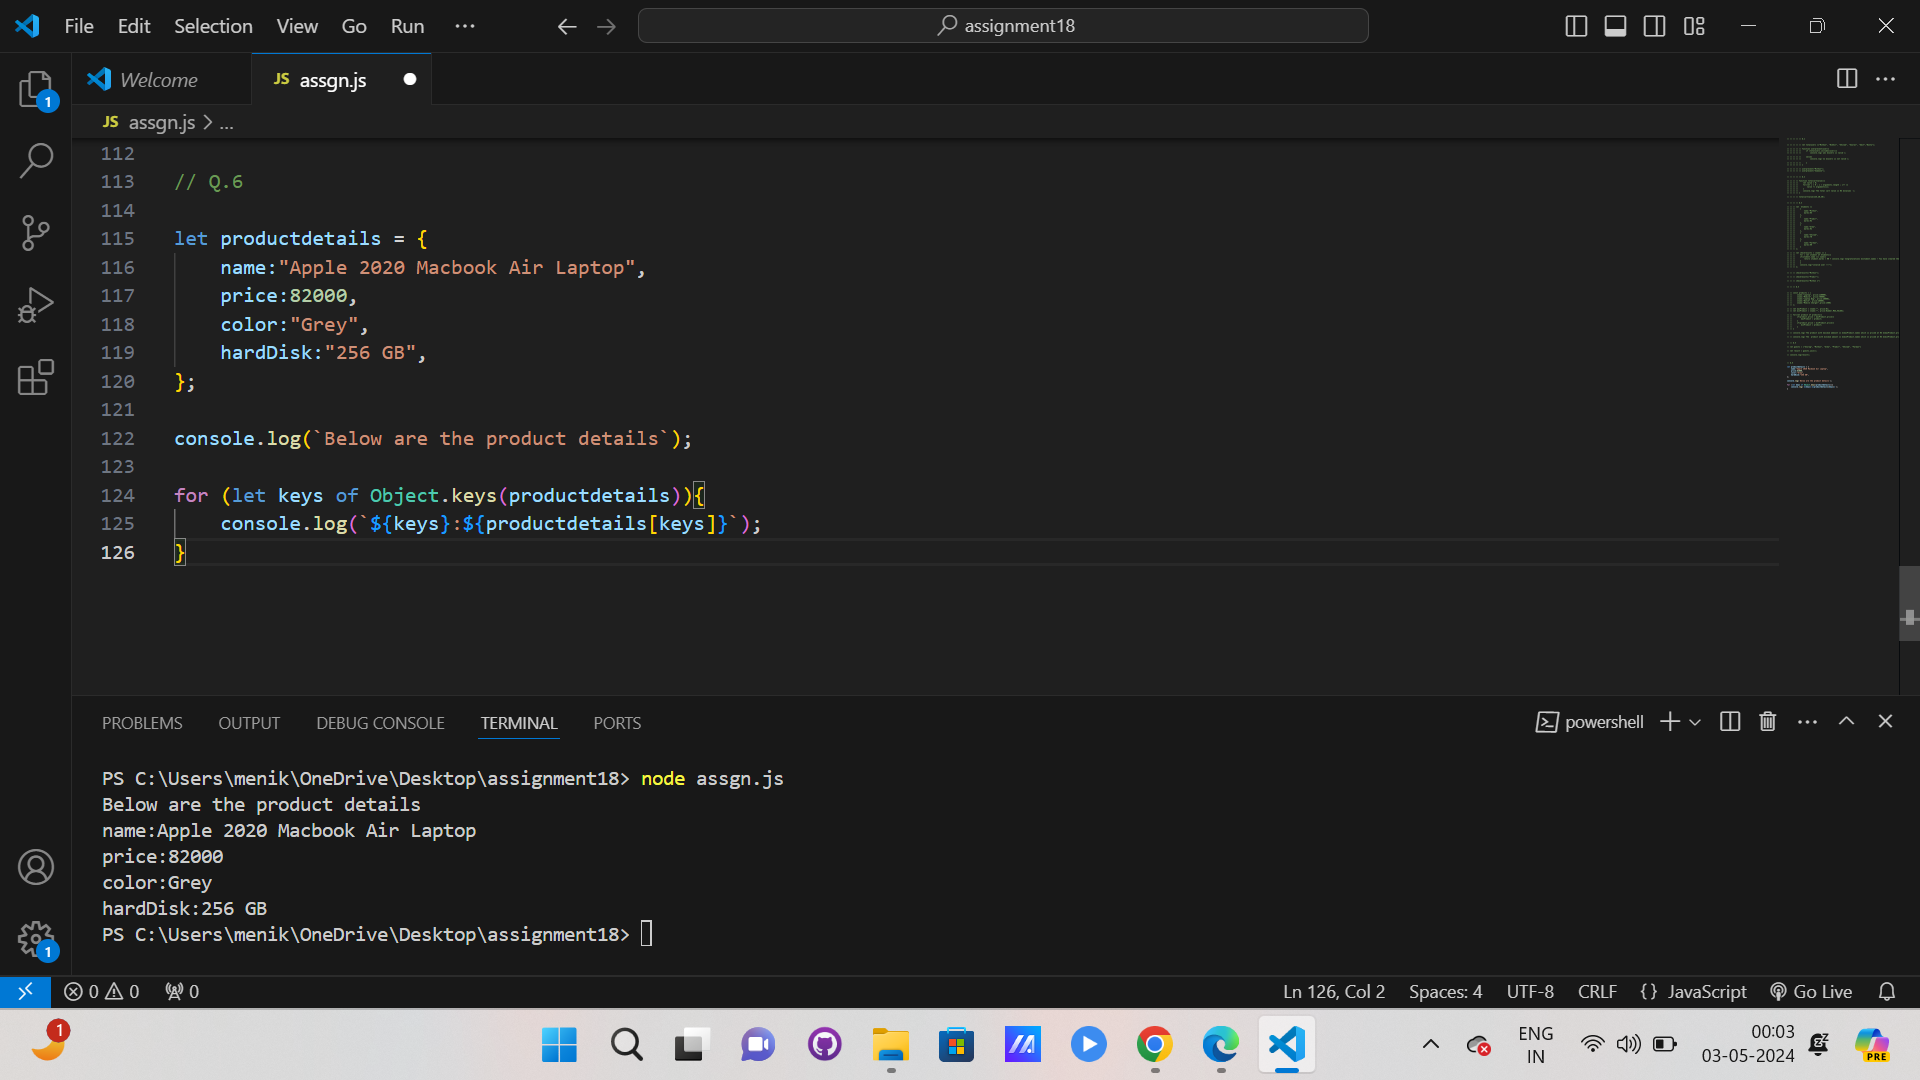 File Edit Selection View Go Run ... assignment18
Welcome JS assgn.js
JS assgn.js > ...
112
113 // Q.6
114
115 let productdetails = {
116 name:"Apple 2020 Macbook Air Laptop",
117 price:82000,
118 color:"Grey",
119 hardDisk:"256 GB",
120 };
121
122 console.log(`Below are the product details`);
123
124 for (let keys of Object.keys(productdetails)){
125 console.log(`${keys}:${productdetails[keys]}`);
126 }
PROBLEMS OUTPUT DEBUG CONSOLE TERMINAL PORTS powershell
PS C:\Users\menik\OneDrive\Desktop\assignment18> node assgn.js
Below are the product details
name:Apple 2020 Macbook Air Laptop
price:82000
color:Grey
hardDisk:256 GB
PS C:\Users\menik\OneDrive\Desktop\assignment18>
1
1
0 0 0 Ln 126, Col 2 Spaces: 4 UTF-8 CRLF {} JavaScript Go Live
1 ENG 00:03
IN 03-05-2024 PRE